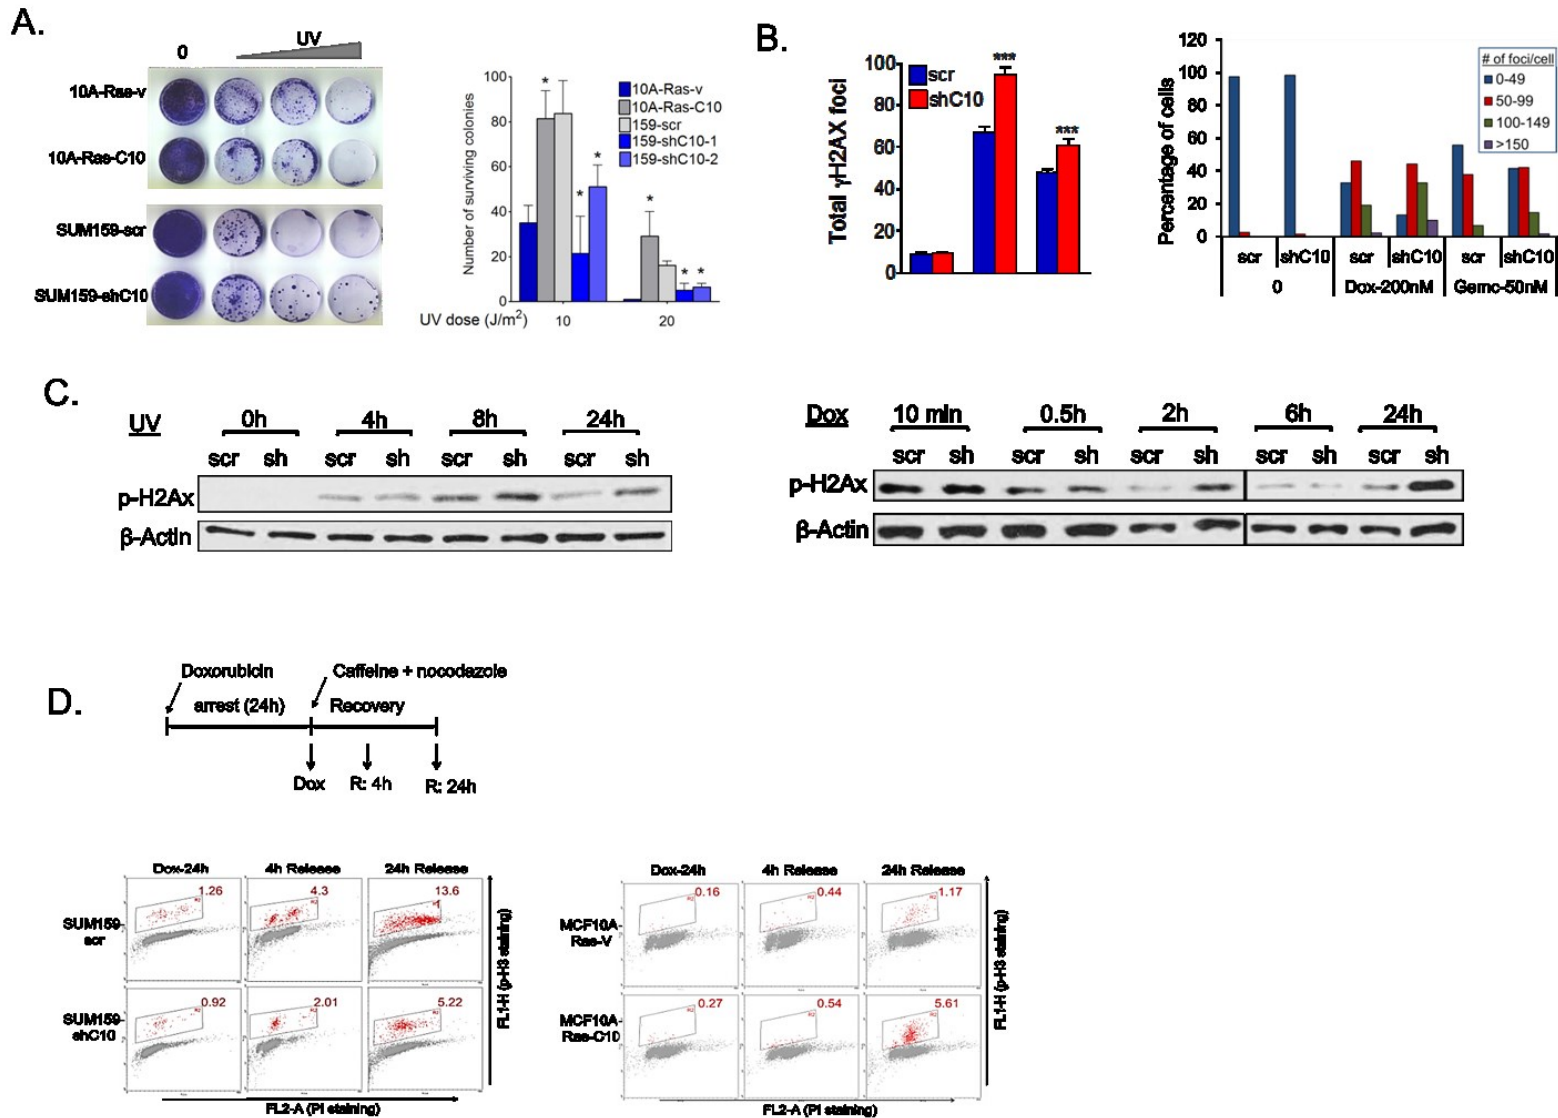 A.
0
UV
10A-Ras-v
10A-Ras-C10
SUM159-scr
SUM159-shC10
Number of surviving colonies
100
80
60
40
20
0
10A-Ras-v
10A-Ras-C10
159-scr
159-shC10-1
159-shC10-2
* * * * * *
UV dose (J/m²) 10 20
B.
Total γH2AX foci
100
80
60
40
20
0
scr
shC10
***
***
Percentage of cells
120
100
80
60
40
20
0
# of foci/cell
0-49
50-99
100-149
>150
scr shC10 scr shC10 scr shC10
0 Dox-200nM Gemc-50nM
C.
UV 0h 4h 8h 24h
scr sh scr sh scr sh scr sh
p-H2Ax
β-Actin
Dox 10 min 0.5h 2h 6h 24h
scr sh scr sh scr sh scr sh scr sh
p-H2Ax
β-Actin
D.
Doxorubicin Caffeine + nocodazole
arrest (24h) Recovery
Dox R: 4h R: 24h
Dox-24h 4h Release 24h Release
SUM159-
scr
1.26 4.3 13.6
SUM159-
shC10
0.92 2.01 5.22
FL1-H (p-H3 staining)
FL2-A (PI staining)
Dox-24h 4h Release 24h Release
MCF10A-
Ras-V
0.16 0.44 1.17
MCF10A-
Ras-C10
0.27 0.54 5.61
FL1-H (p-H3 staining)
FL2-A (PI staining)